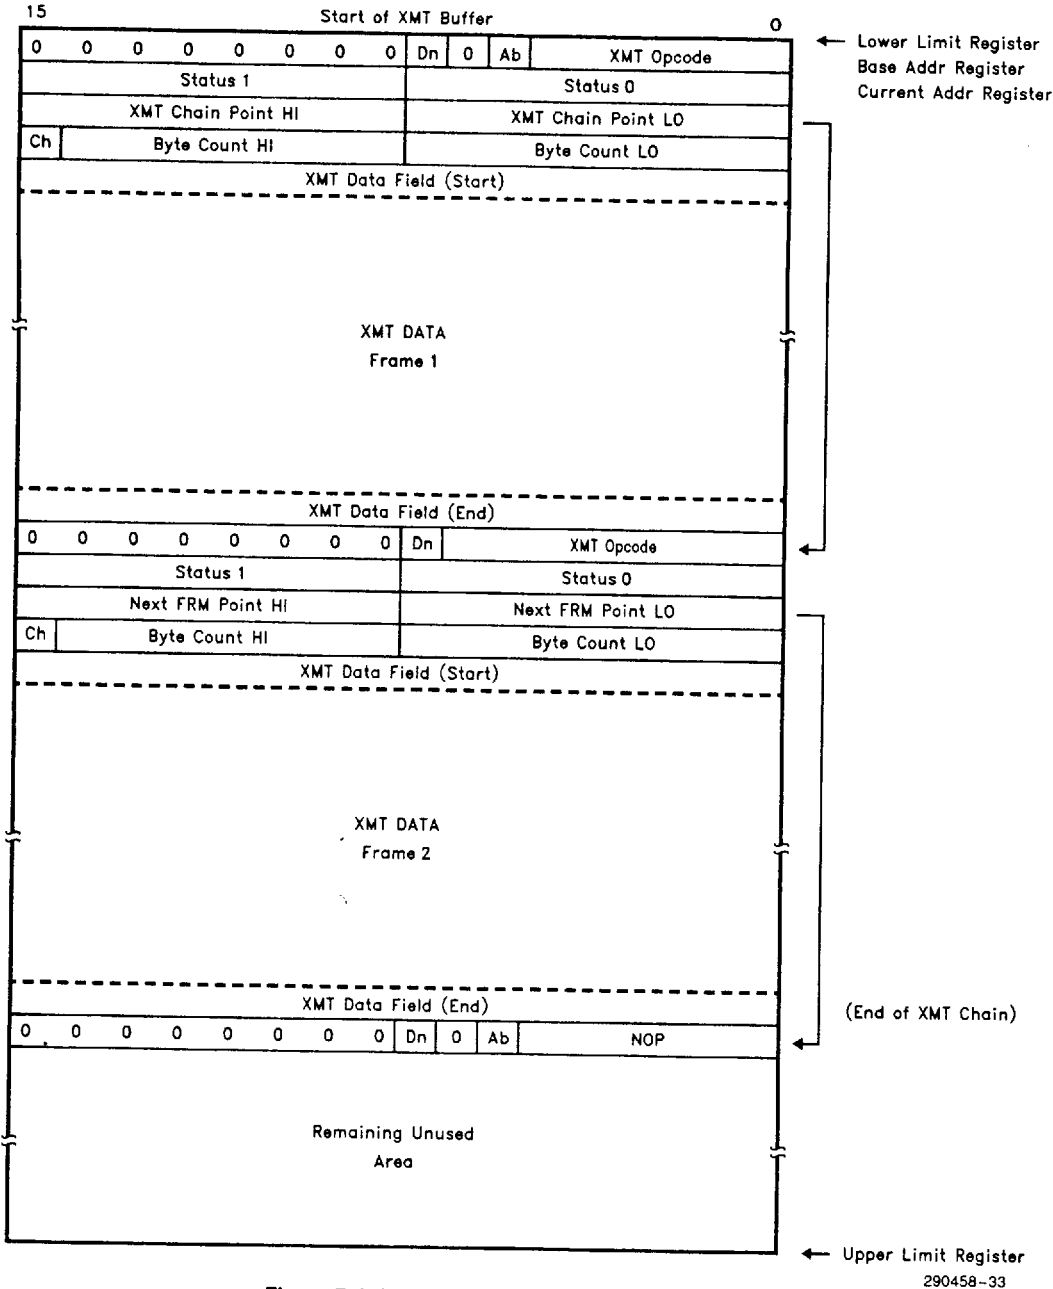 15 Start of XMT Buffer 0
0 0 0 0 0 0 0 0 Dn 0 Ab XMT Opcode
Lower Limit Register
Base Addr Register
Current Addr Register
Status 1 Status 0
XMT Chain Point HI XMT Chain Point LO
Ch Byte Count HI Byte Count LO
XMT Data Field (Start)
XMT DATA
Frame 1
XMT Data Field (End)
0 0 0 0 0 0 0 0 Dn XMT Opcode
Status 1 Status 0
Next FRM Point HI Next FRM Point LO
Ch Byte Count HI Byte Count LO
XMT Data Field (Start)
XMT DATA
Frame 2
XMT Data Field (End)
(End of XMT Chain)
0 0 0 0 0 0 0 0 Dn 0 Ab NOP
Remaining Unused
Area
Upper Limit Register
290458-33